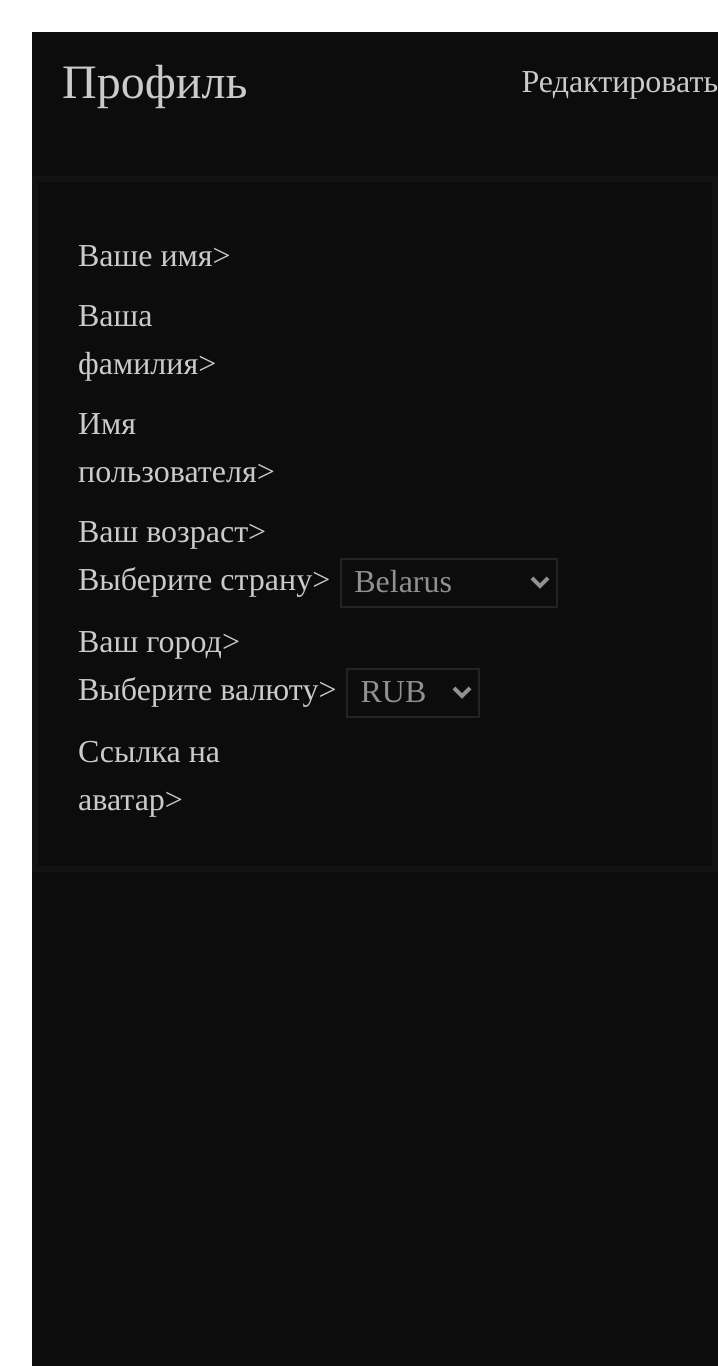 Профиль
Редактировать
Ваше имя>
Ваша
фамилия>
Имя
пользователя>
Ваш возраст>
Выберите страну> Belarus
Ваш город>
Выберите валюту> RUB
Ссылка на
аватар>